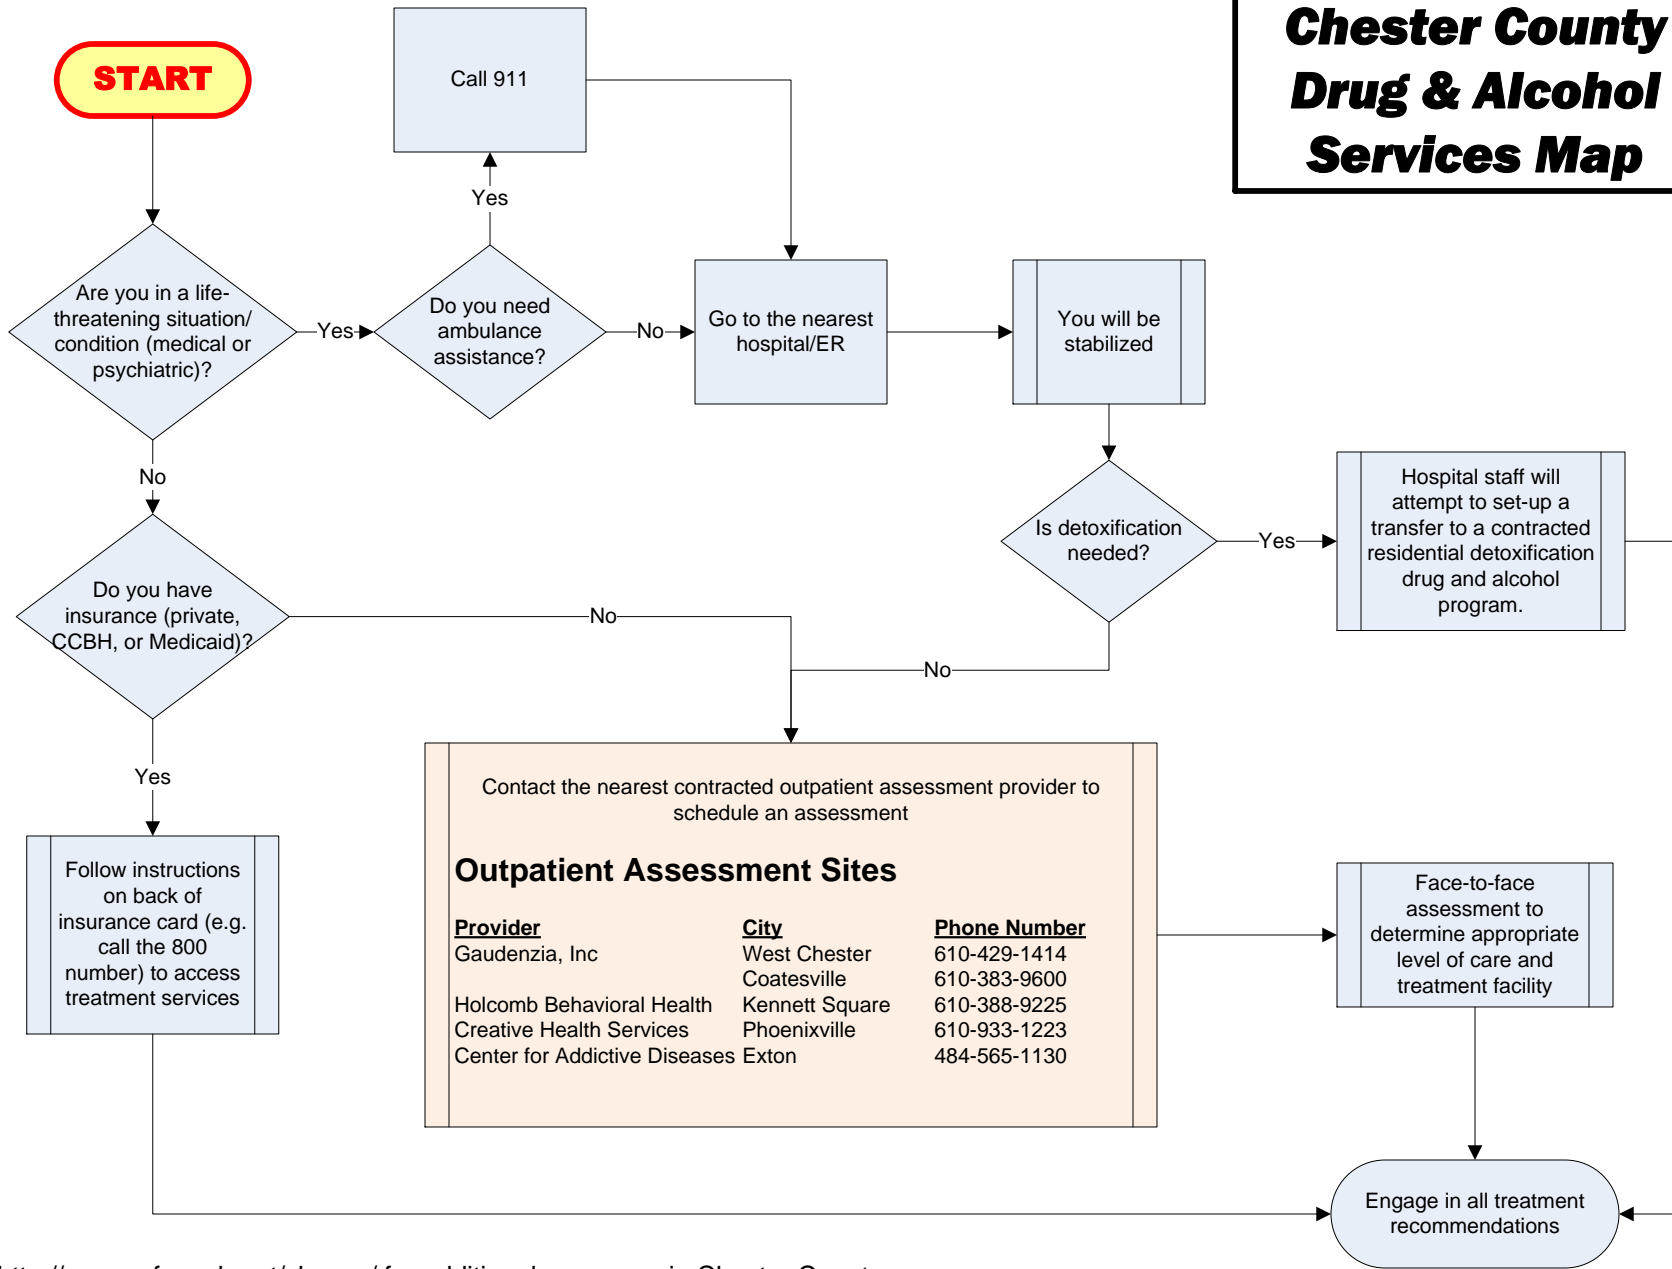 Chester County
Drug & Alcohol
Services Map
START
Call 911
Yes
Are you in a life-
threatening situation/
condition (medical or
psychiatric)?
Yes
Do you need
ambulance
assistance?
No
Go to the nearest
hospital/ER
You will be
stabilized
No
Is detoxification
needed?
Yes
Hospital staff will
attempt to set-up a
transfer to a contracted
residential detoxification
drug and alcohol
program.
Do you have
insurance (private,
CCBH, or Medicaid)?
No
No
Yes
Contact the nearest contracted outpatient assessment provider to
schedule an assessment
Outpatient Assessment Sites
Provider City Phone Number
Gaudenzia, Inc West Chester 610-429-1414
Coatesville 610-383-9600
Holcomb Behavioral Health Kennett Square 610-388-9225
Creative Health Services Phoenixville 610-933-1223
Center for Addictive Diseases Exton 484-565-1130
Follow instructions
on back of
insurance card (e.g.
call the 800
number) to access
treatment services
Face-to-face
assessment to
determine appropriate
level of care and
treatment facility
Engage in all treatment
recommendations
for additional resources in Chester County